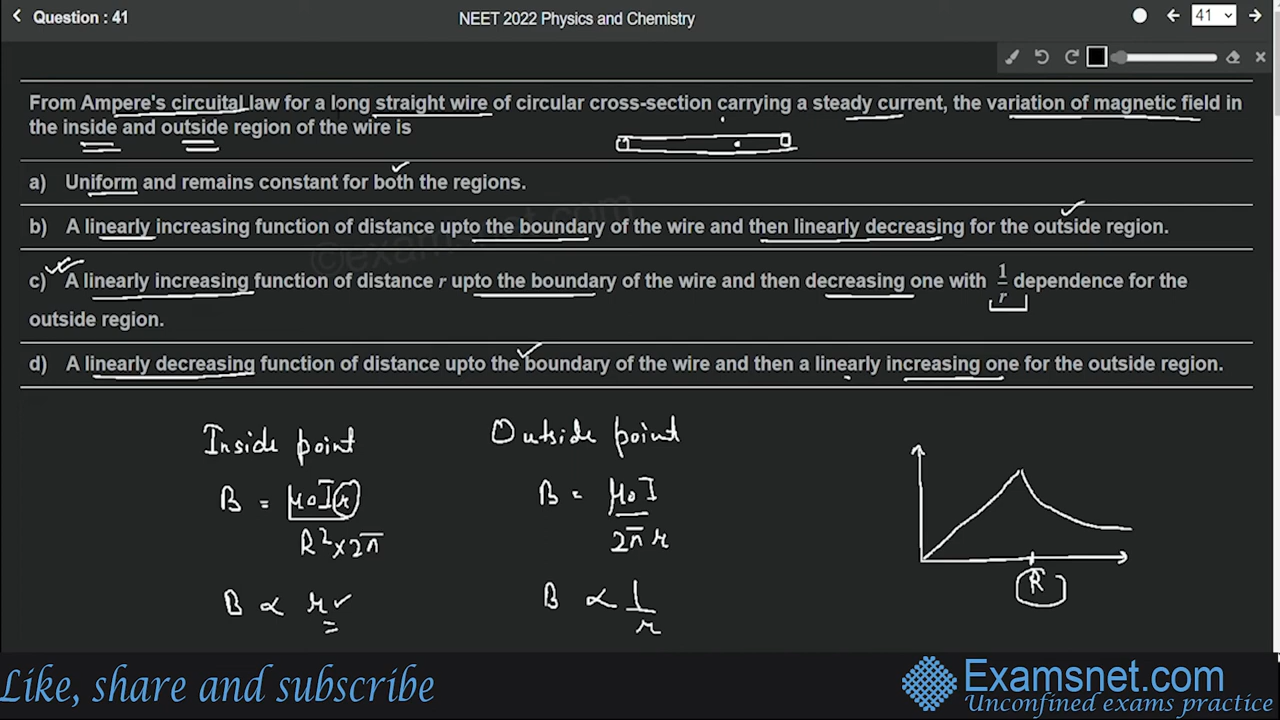 Question : 41
NEET 2022 Physics and Chemistry
41
From Ampere's circuital law for a long straight wire of circular cross-section carrying a steady current, the variation of magnetic field in
the inside and outside region of the wire is
a) Uniform and remains constant for both the regions.
b) A linearly increasing function of distance upto the boundary of the wire and then linearly decreasing for the outside region.
©examsnet.com
c) A linearly increasing function of distance r upto the boundary of the wire and then decreasing one with 1/r dependence for the
outside region.
d) A linearly decreasing function of distance upto the boundary of the wire and then a linearly increasing one for the outside region.
Inside point
B = μ0Ir / R²×2π
B ∝ r
Outside point
B = μ0I / 2πr
B ∝ 1/r
R
Like, share and subscribe
Examsnet.com
Unconfined exams practice